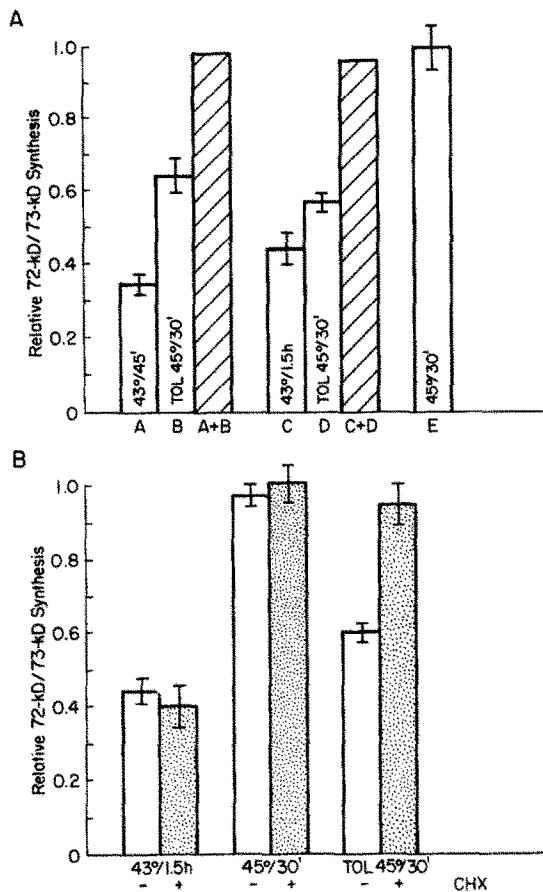 A
Relative 72-kD/73-kD Synthesis
1.0
0.8
0.6
0.4
0.2
0
43°/45'
TOL 45°/30'
43°/1.5h
TOL 45°/30'
45°/30'
A B A+B C D C+D E
B
Relative 72-kD/73-kD Synthesis
1.0
0.8
0.6
0.4
0.2
0
43°/1.5h 45°/30' TOL 45°/30'
- + - + - + CHX